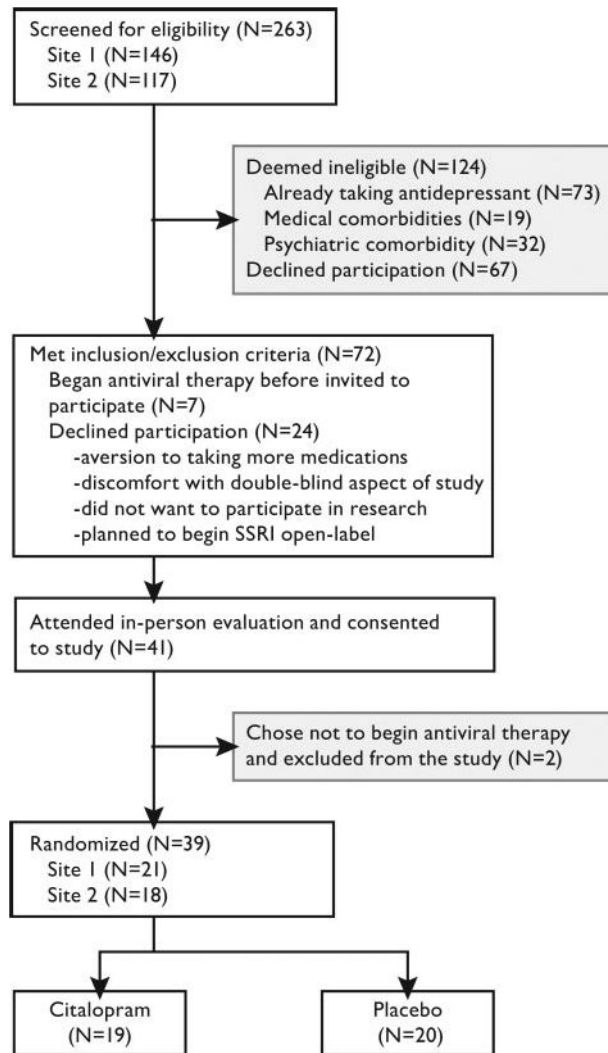 Screened for eligibility (N=263)
Site 1 (N=146)
Site 2 (N=117)
Deemed ineligible (N=124)
Already taking antidepressant (N=73)
Medical comorbidities (N=19)
Psychiatric comorbidity (N=32)
Declined participation (N=67)
Met inclusion/exclusion criteria (N=72)
Began antiviral therapy before invited to
participate (N=7)
Declined participation (N=24)
-aversion to taking more medications
-discomfort with double-blind aspect of study
-did not want to participate in research
-planned to begin SSRI open-label
Attended in-person evaluation and consented
to study (N=41)
Chose not to begin antiviral therapy
and excluded from the study (N=2)
Randomized (N=39)
Site 1 (N=21)
Site 2 (N=18)
Citalopram
(N=19)
Placebo
(N=20)